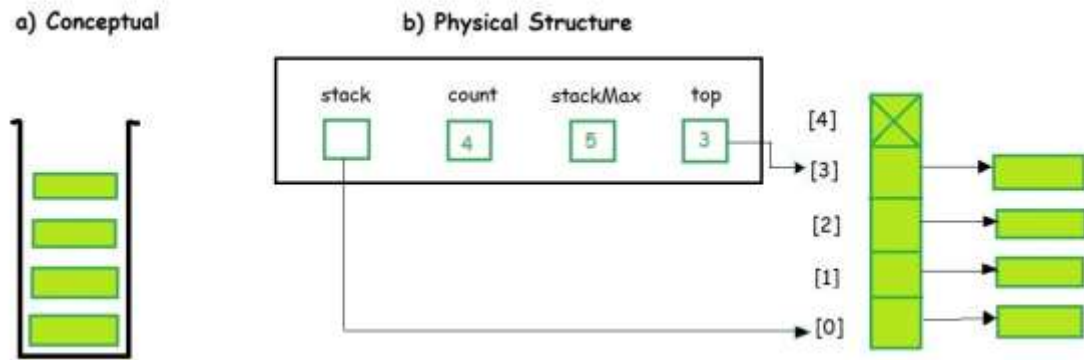 a) Conceptual
b) Physical Structure
stack count stackMax top
4 5 3
[4]
[3]
[2]
[1]
[0]